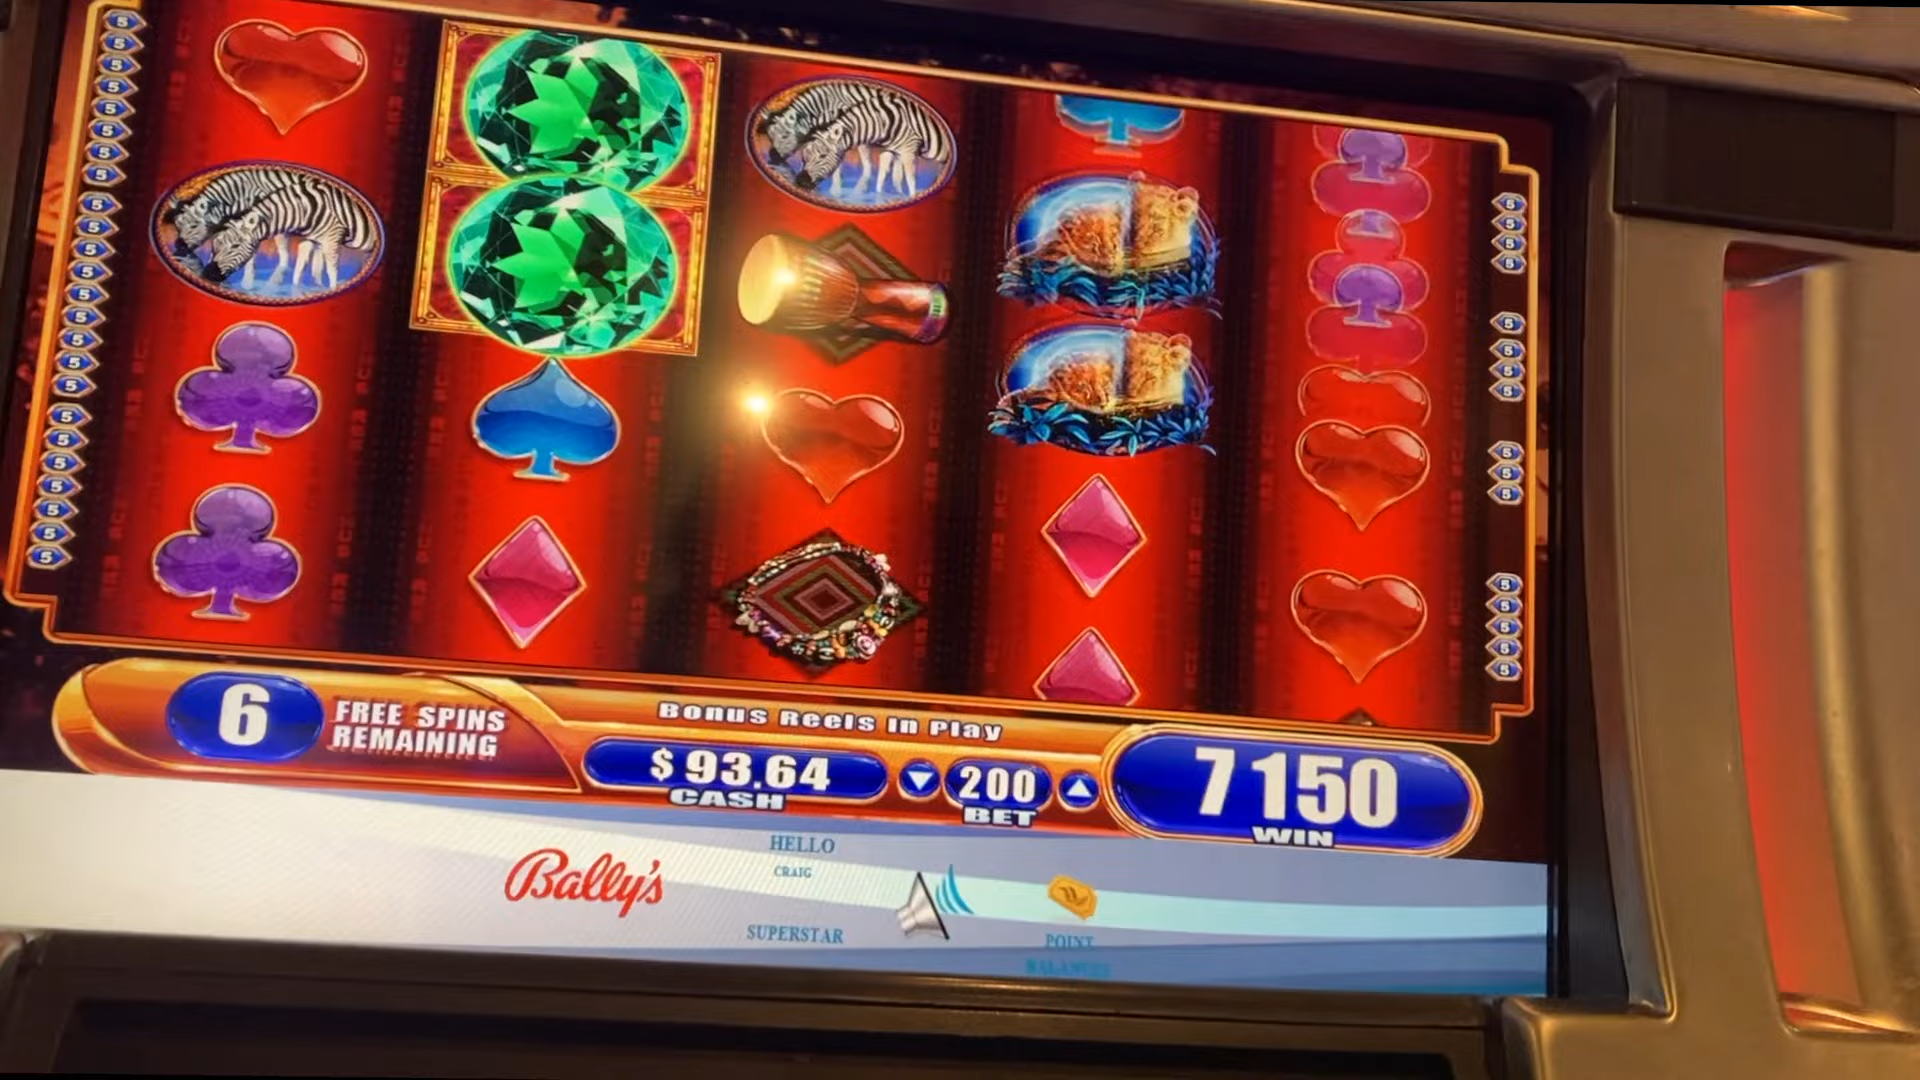 6
FREE SPINS
REMAINING
Bonus Reels In Play
$ 93.64
CASH
200
BET
7150
WIN
Bally's
HELLO
CRAIG
SUPERSTAR
POINT
BALANCES